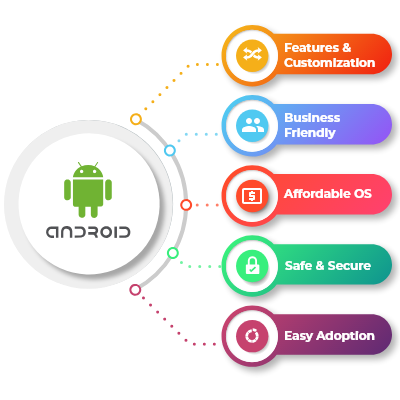 Features &
Customization
Business
Friendly
Affordable OS
ANDROID
Safe & Secure
Easy Adoption